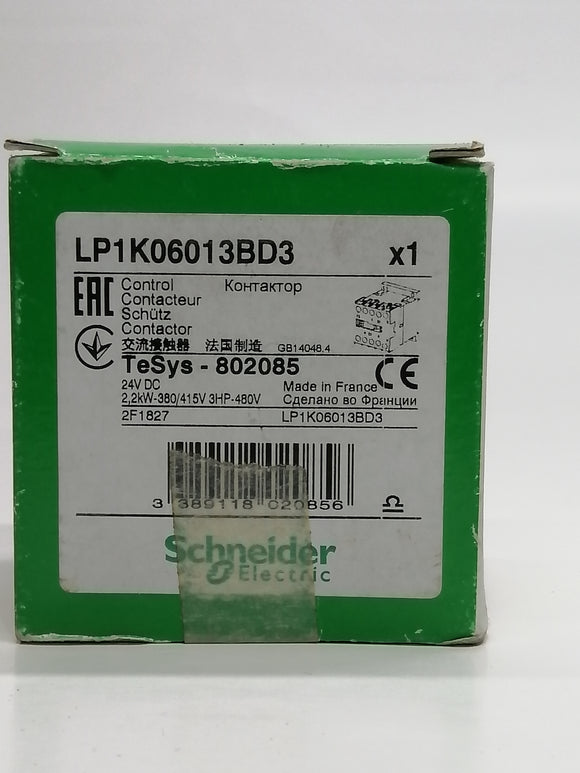 LP1K06013BD3 x1
EAC Control Контактор
Contacteur
Schütz
Contactor
交流接触器 法国制造 GB14048.4
TeSys - 802085
24V DC Made in France CE
2,2kW-380/415V 3HP-480V Сделано во Франции
2F1827 LP1K06013BD3
3 389118 020856
Schneider
Electric